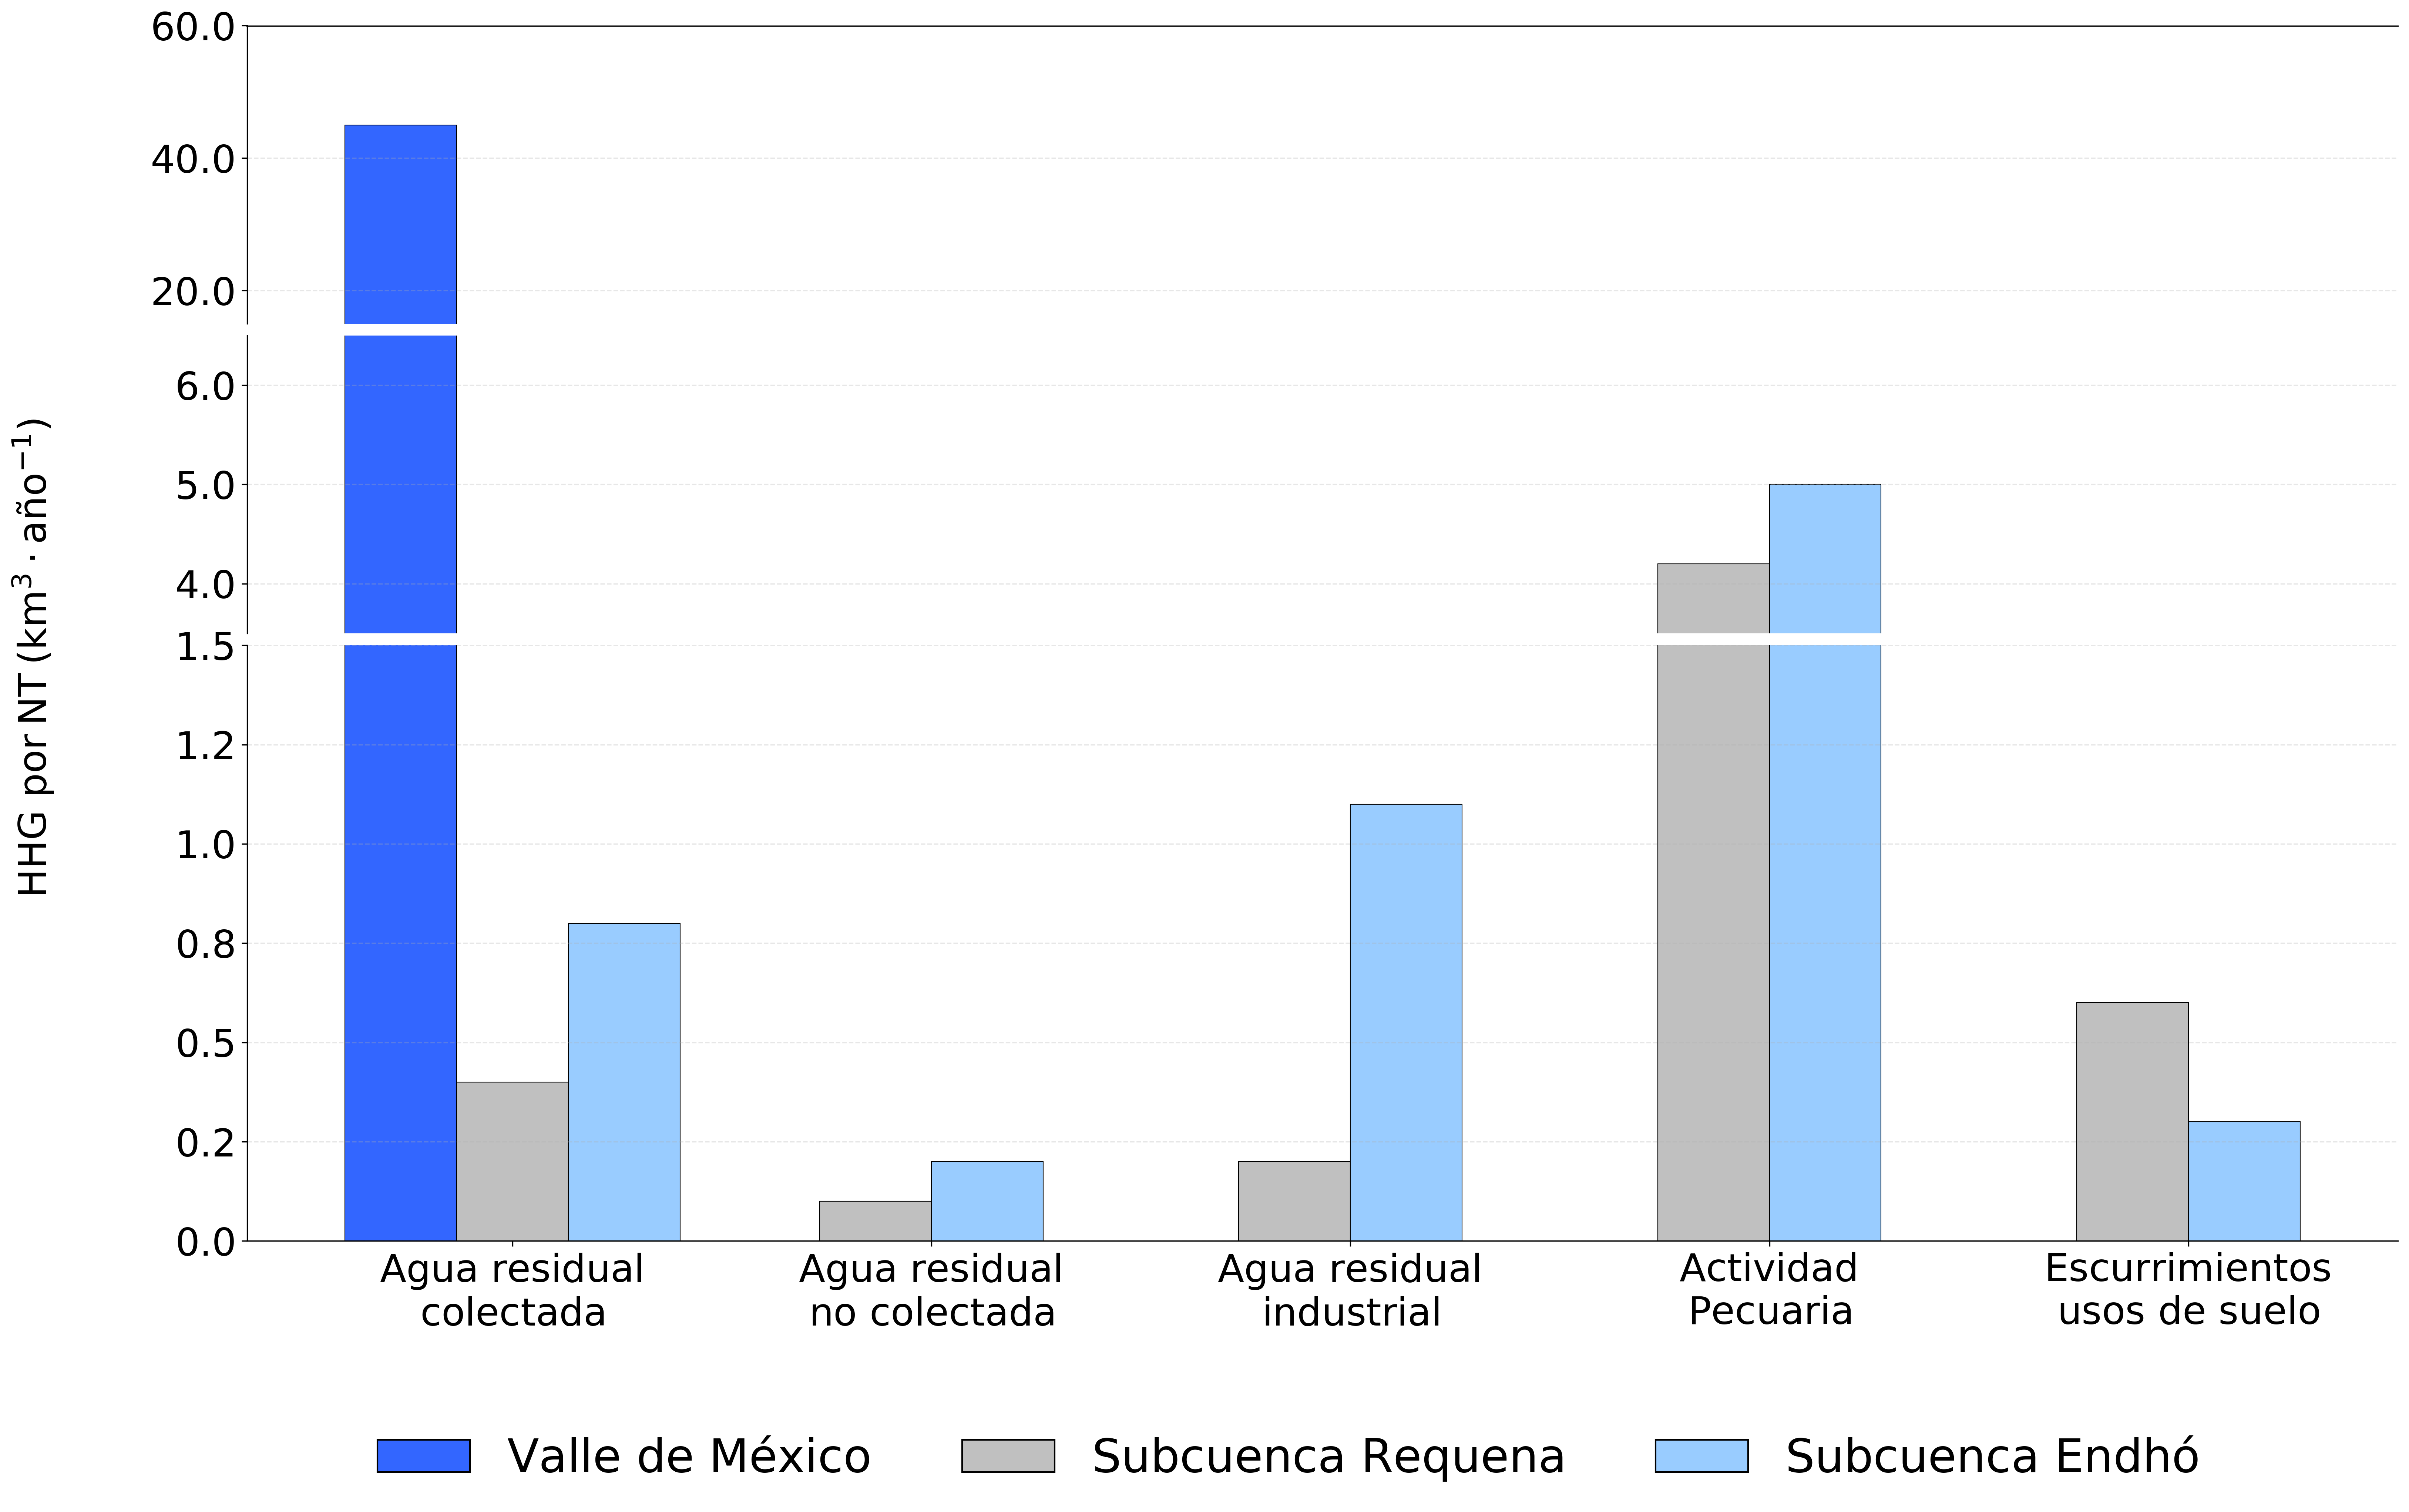 60.0
40.0
20.0
6.0
5.0
4.0
1.5
1.2
1.0
0.8
0.5
0.2
0.0
HHG por NT (km³ · año⁻¹)
Agua residual
colectada
Agua residual
no colectada
Agua residual
industrial
Actividad
Pecuaria
Escurrimientos
usos de suelo
Valle de México
Subcuenca Requena
Subcuenca Endhó